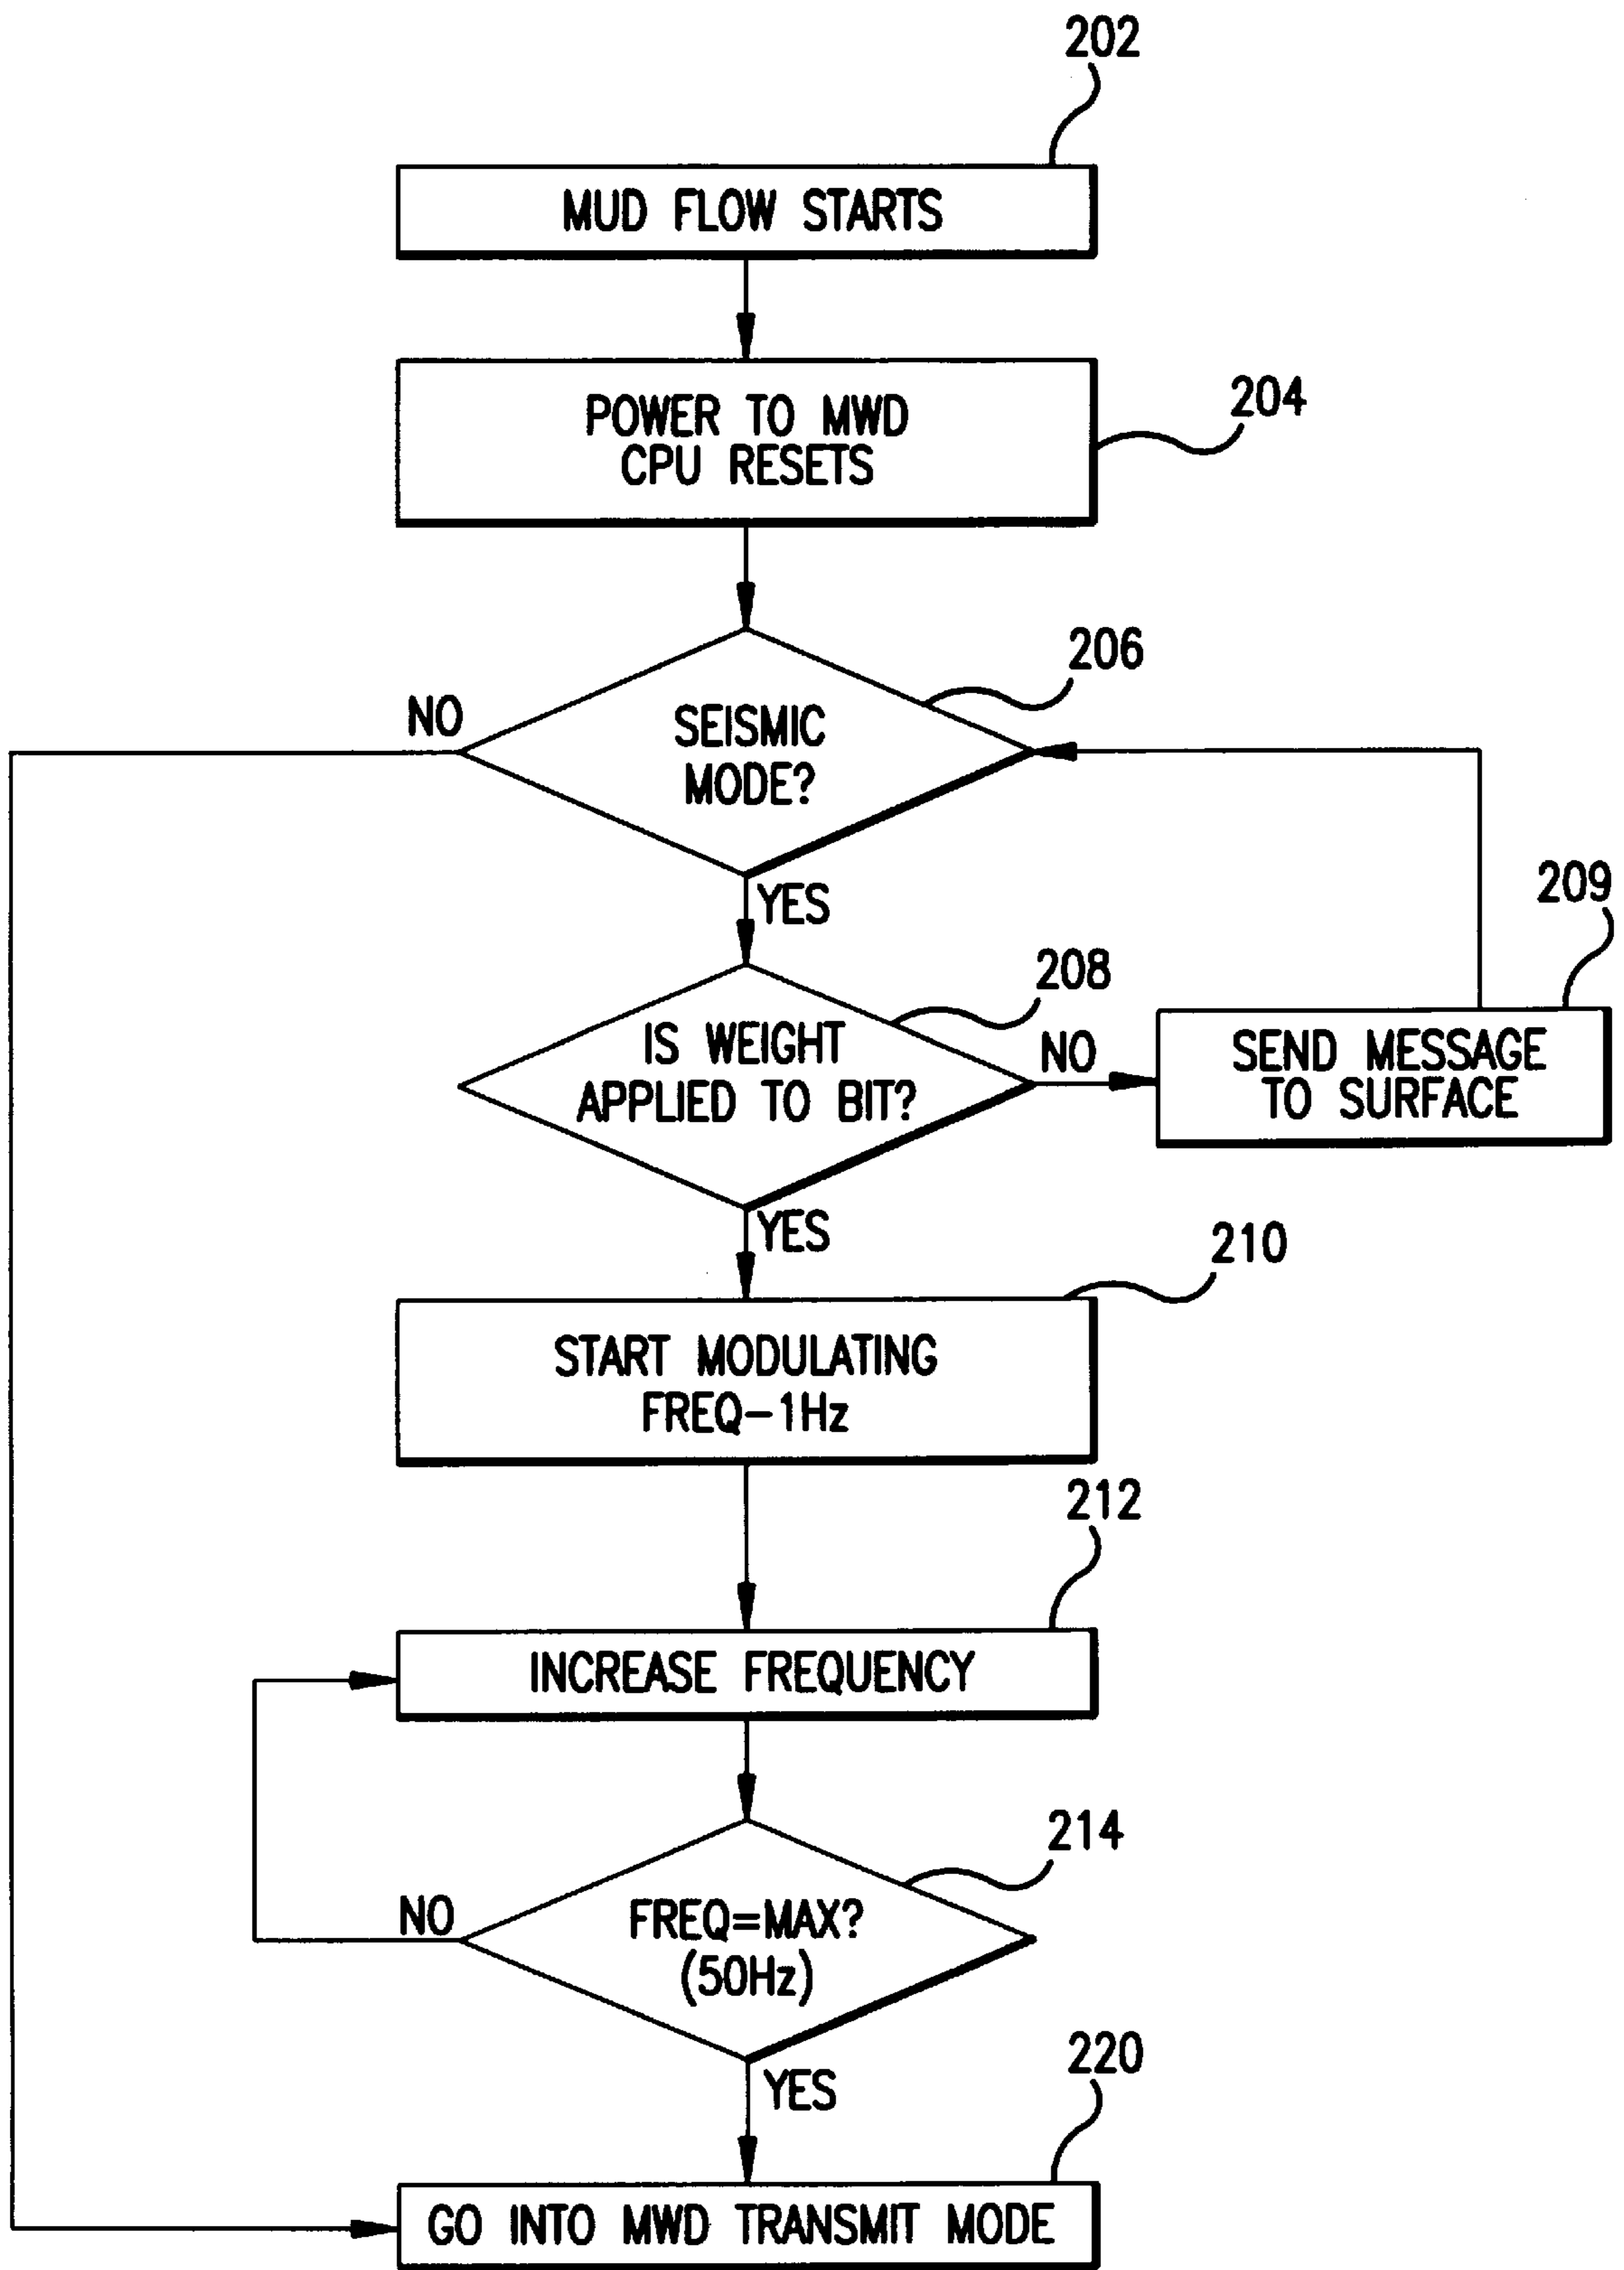 202
MUD FLOW STARTS
204
POWER TO MWD
CPU RESETS
206
NO
SEISMIC
MODE?
YES
209
208
IS WEIGHT
APPLIED TO BIT?
NO
SEND MESSAGE
TO SURFACE
YES
210
START MODULATING
FREQ-1Hz
212
INCREASE FREQUENCY
214
NO
FREQ=MAX?
(50Hz)
YES
220
GO INTO MWD TRANSMIT MODE